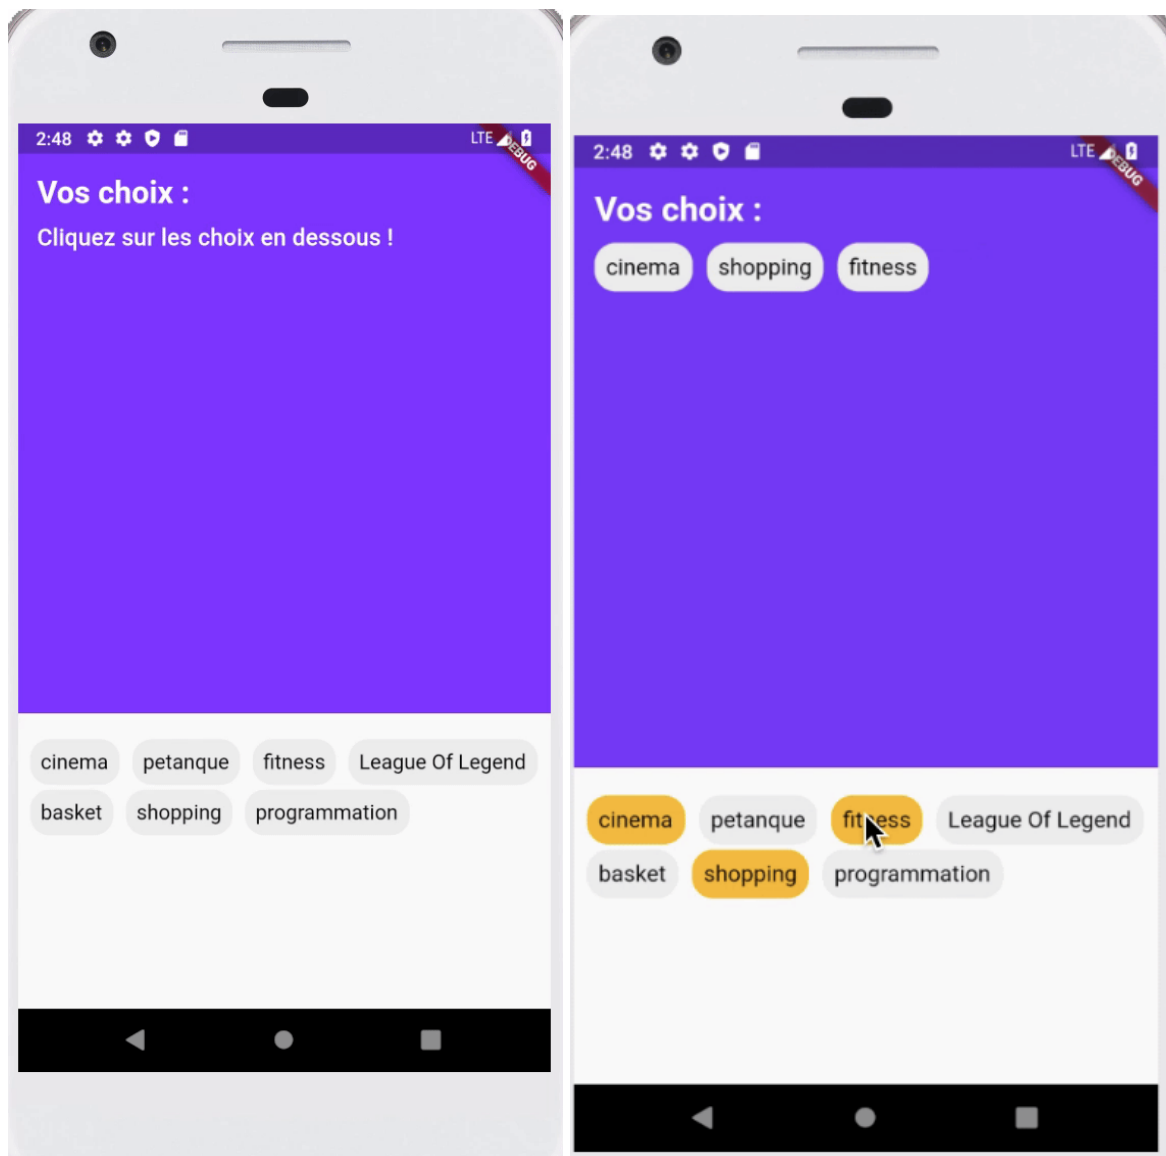 2:48 LTE
DEBUG
Vos choix :
Cliquez sur les choix en dessous !
cinema petanque fitness League Of Legend
basket shopping programmation
2:48 LTE
DEBUG
Vos choix :
cinema shopping fitness
cinema petanque fitness League Of Legend
basket shopping programmation